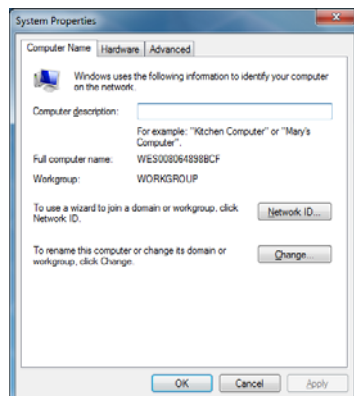 System Properties
Computer Name Hardware Advanced
Windows uses the following information to identify your computer
on the network.
Computer description:
For example: "Kitchen Computer" or "Mary's
Computer".
Full computer name: WES008064898BCF
Workgroup: WORKGROUP
To use a wizard to join a domain or workgroup, click
Network ID.
Network ID...
To rename this computer or change its domain or
workgroup, click Change.
Change...
OK Cancel Apply